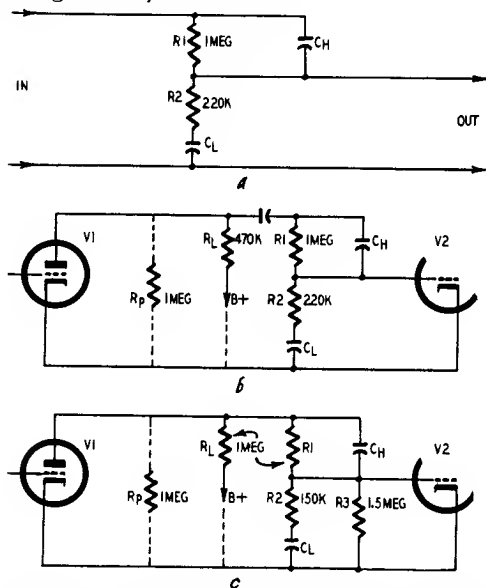 R1 1MEG CH
IN R2 220K OUT
CL
a
V1 RL 470K R1 1MEG CH V2
RP 1MEG B+ R2 220K
CL
b
V1 RL 1MEG R1 CH V2
RP 1MEG B+ R2 150K R3 1.5MEG
CL
c